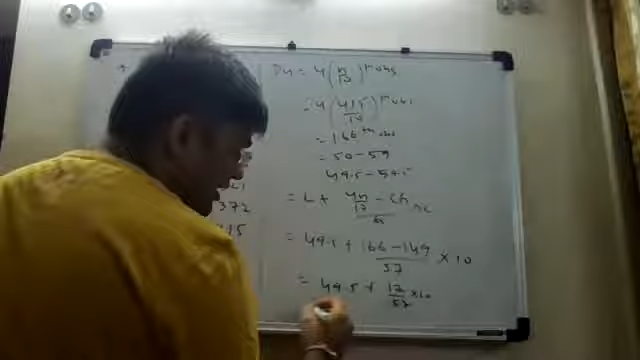 D4 = 4 (n/10)th obs
= 4 (415/10)th obs
= 166th obs
= 50 - 59
49.5 - 59.5
= L + 4n/10 - cf × c
372
= 49.5 + 166 - 149/57 × 10
= 49.5 + 17/57 × 10